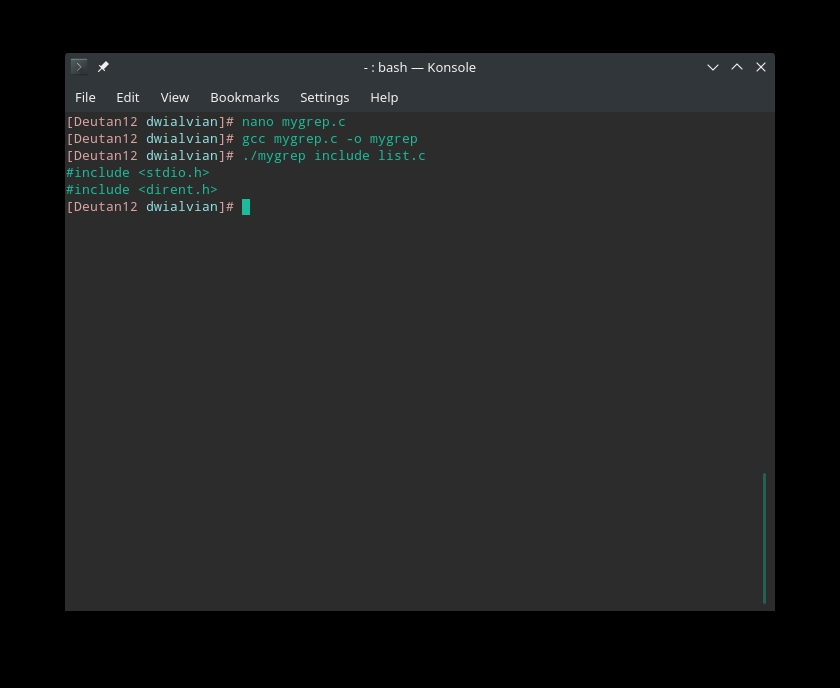 - : bash — Konsole
File Edit View Bookmarks Settings Help
[Deutan12 dwialvian]# nano mygrep.c
[Deutan12 dwialvian]# gcc mygrep.c -o mygrep
[Deutan12 dwialvian]# ./mygrep include list.c
#include <stdio.h>
#include <dirent.h>
[Deutan12 dwialvian]#